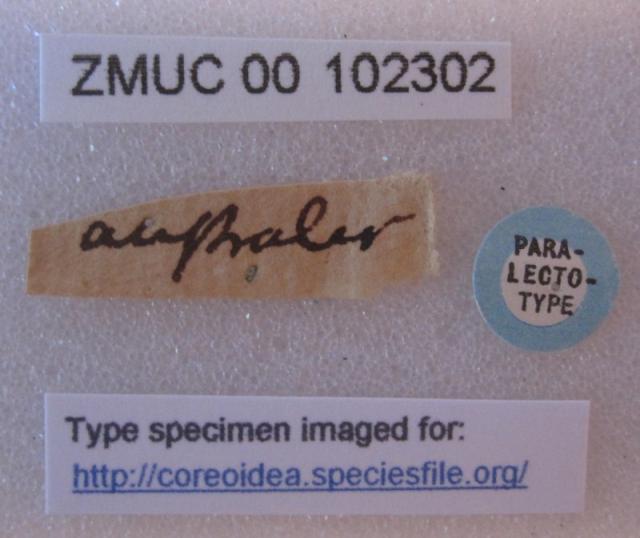 ZMUC 00 102302
australis
PARA-
LECTO-
TYPE
Type specimen imaged for:
http://coreoidea.speciesfile.org/